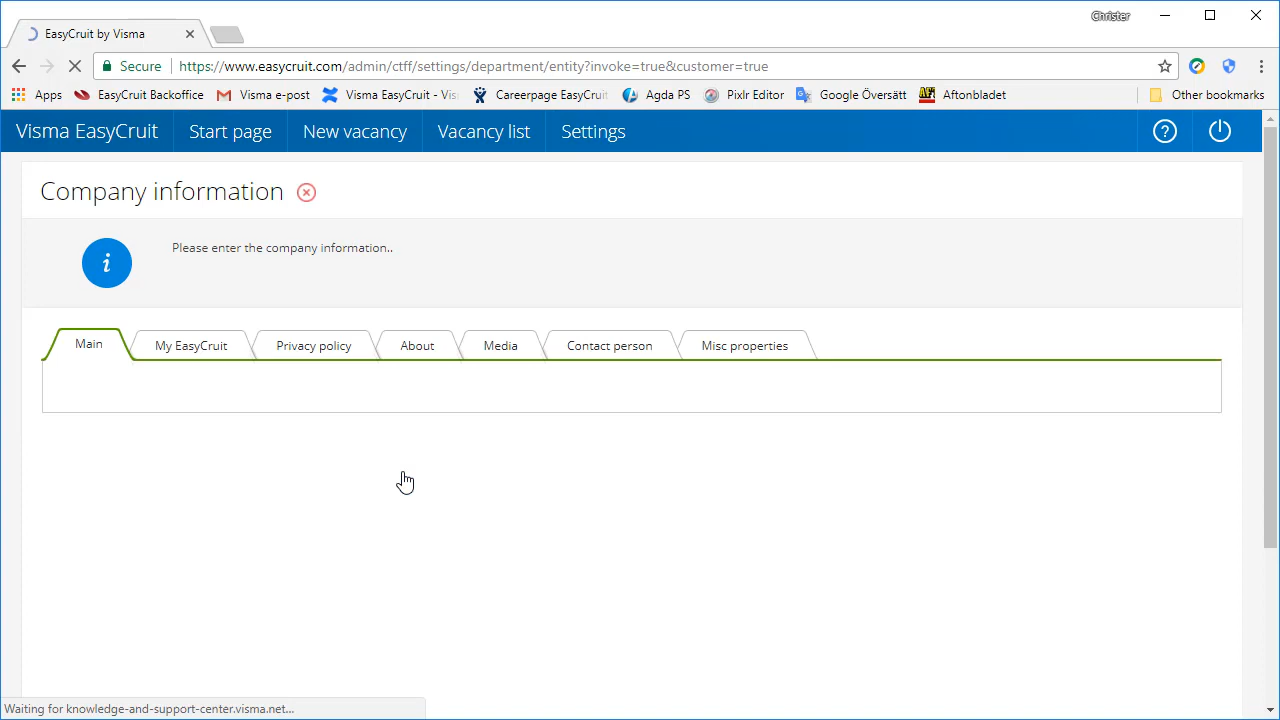 Christer
EasyCruit by Visma
Secure https://www.easycruit.com/admin/ctff/settings/department/entity?invoke=true&customer=true
Apps EasyCruit Backoffice Visma e-post Visma EasyCruit - Vis Careerpage EasyCruit Agda PS Pixlr Editor Google Översätt Aftonbladet Other bookmarks
Visma EasyCruit Start page New vacancy Vacancy list Settings
Company information
Please enter the company information..
Main My EasyCruit Privacy policy About Media Contact person Misc properties
Waiting for knowledge-and-support-center.visma.net...